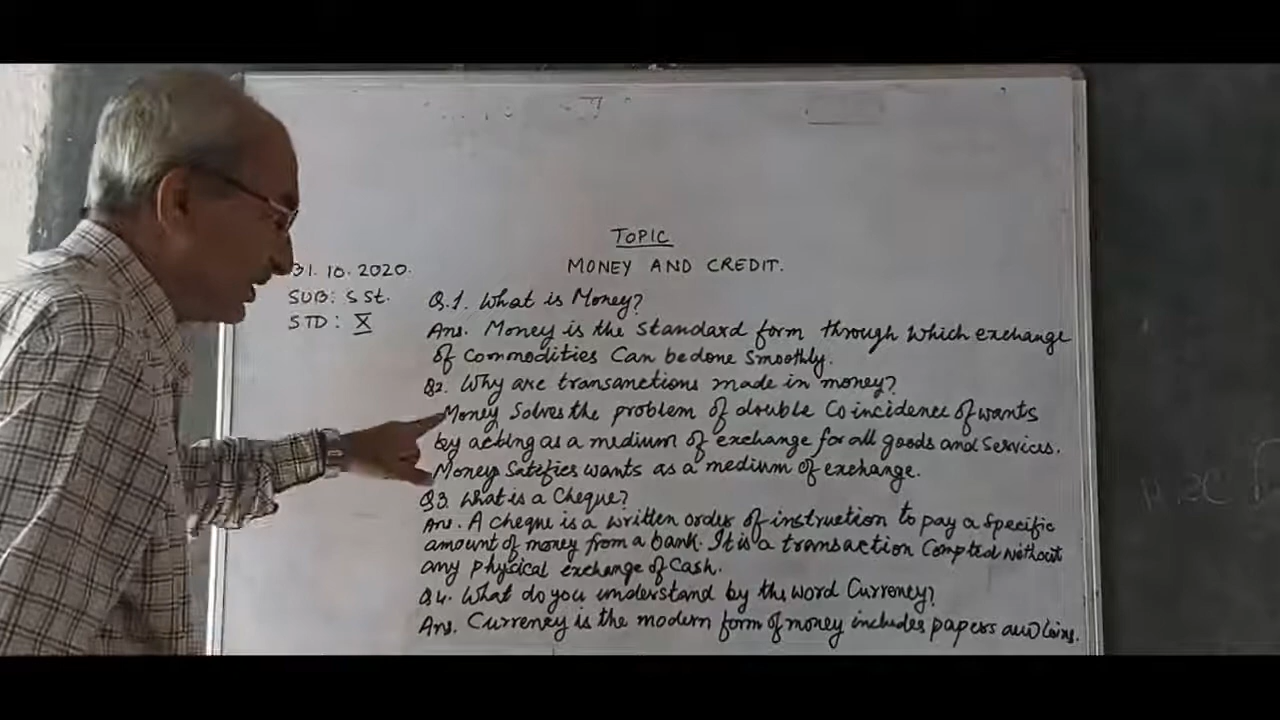 TOPIC
MONEY AND CREDIT.
31.10.2020.
SUB: S St.
STD: X
Q.1. What is Money?
Ans. Money is the standard form through which exchange
of commodities Can be done smoothly.
Q2. Why are transanctions made in money?
Money Solves the problem of double Coincidence of wants
by acting as a medium of exchange for all goods and services.
Money Satefies wants as a medium of exchange.
Q3. What is a Cheque?
Ans. A cheque is a written order of instruction to pay a specific
amount of money from a bank. It is a transaction Compted without
any physical exchange of Cash.
Q4. What do you understand by the word Currency?
Ans. Currency is the modern form of money includes papers and Coins.